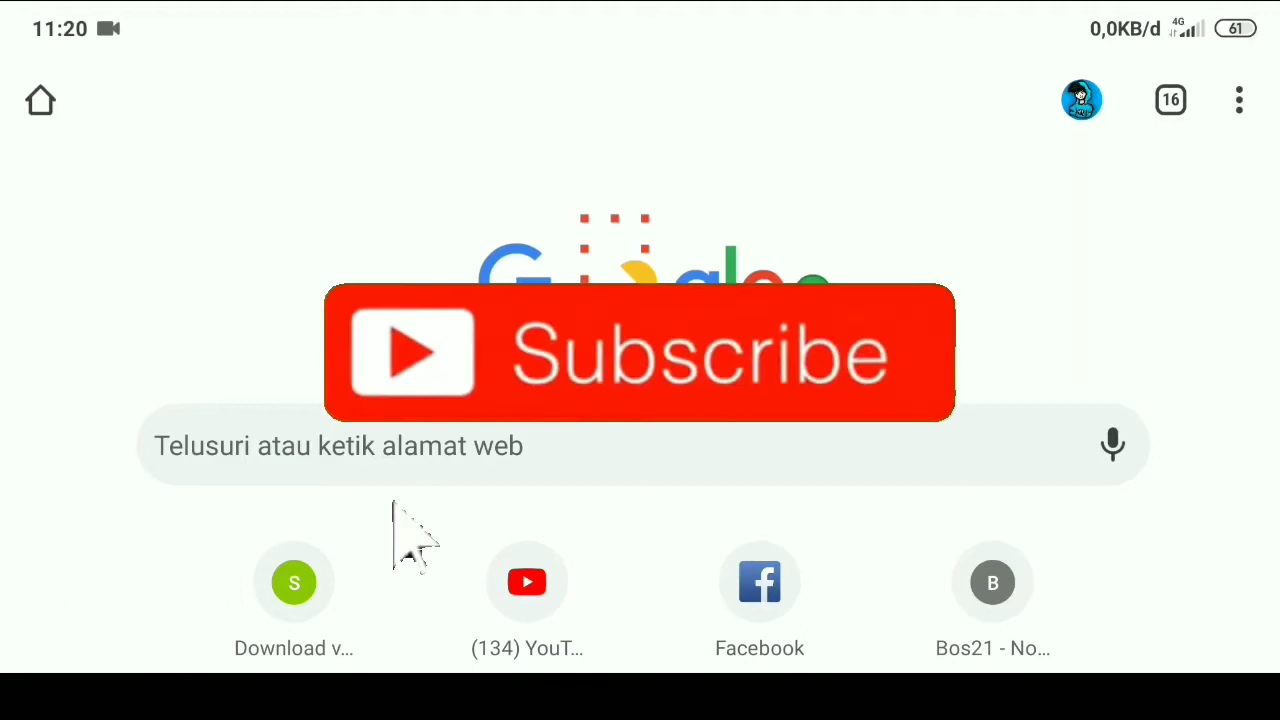 11:20
0,0KB/d 4G 61
16
Subscribe
Telusuri atau ketik alamat web
S
B
Download v...
(134) YouT...
Facebook
Bos21 - No...